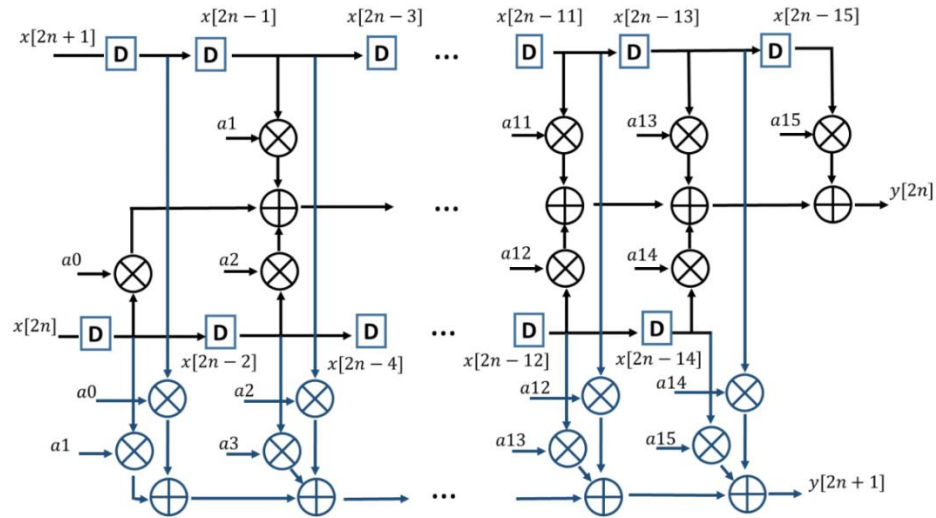 x[2n − 1] x[2n − 3] x[2n − 11] x[2n − 13] x[2n − 15]
x[2n + 1] D D D ... D D D
a1 a11 a13 a15
... y[2n]
a0 a2 a12 a14
x[2n] D D D ... D D
x[2n − 2] x[2n − 4] x[2n − 12] x[2n − 14]
a0 a2 a12 a14
a1 a3 a13 a15
... y[2n + 1]